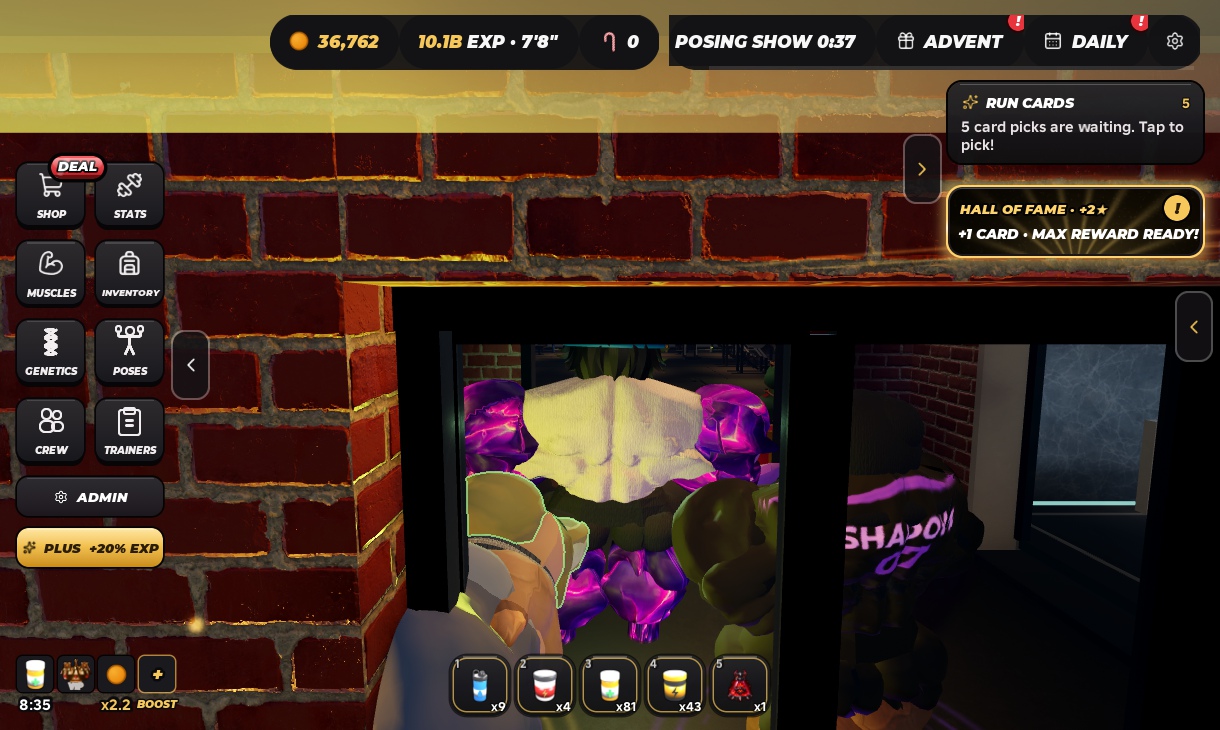 36,762
10.1B EXP · 7'8"
0
POSING SHOW 0:37
! ADVENT
! DAILY
RUN CARDS 5
5 card picks are waiting. Tap to
pick!
HALL OF FAME · +2★ !
+1 CARD · MAX REWARD READY!
DEAL
SHOP
STATS
MUSCLES
INVENTORY
GENETICS
POSES
CREW
TRAINERS
ADMIN
PLUS +20% EXP
8:35
x2.2
+
BOOST
1 x9
2 x4
3 x81
4 x43
5 x1
07